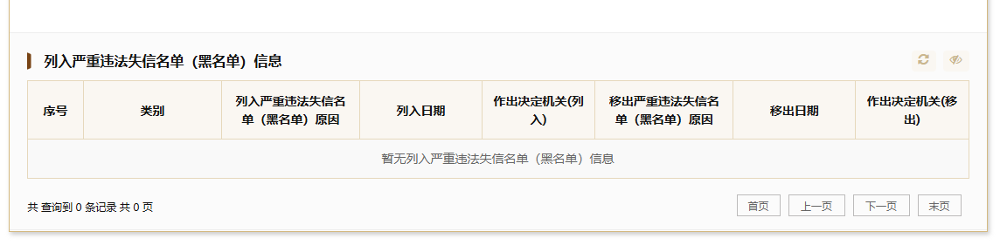 列入严重违法失信名单（黑名单）信息
序号 类别 列入严重违法失信名单（黑名单）原因 列入日期 作出决定机关(列入) 移出严重违法失信名单（黑名单）原因 移出日期 作出决定机关(移出)
暂无列入严重违法失信名单（黑名单）信息
共 查询到 0 条记录 共 0 页 首页 上一页 下一页 末页